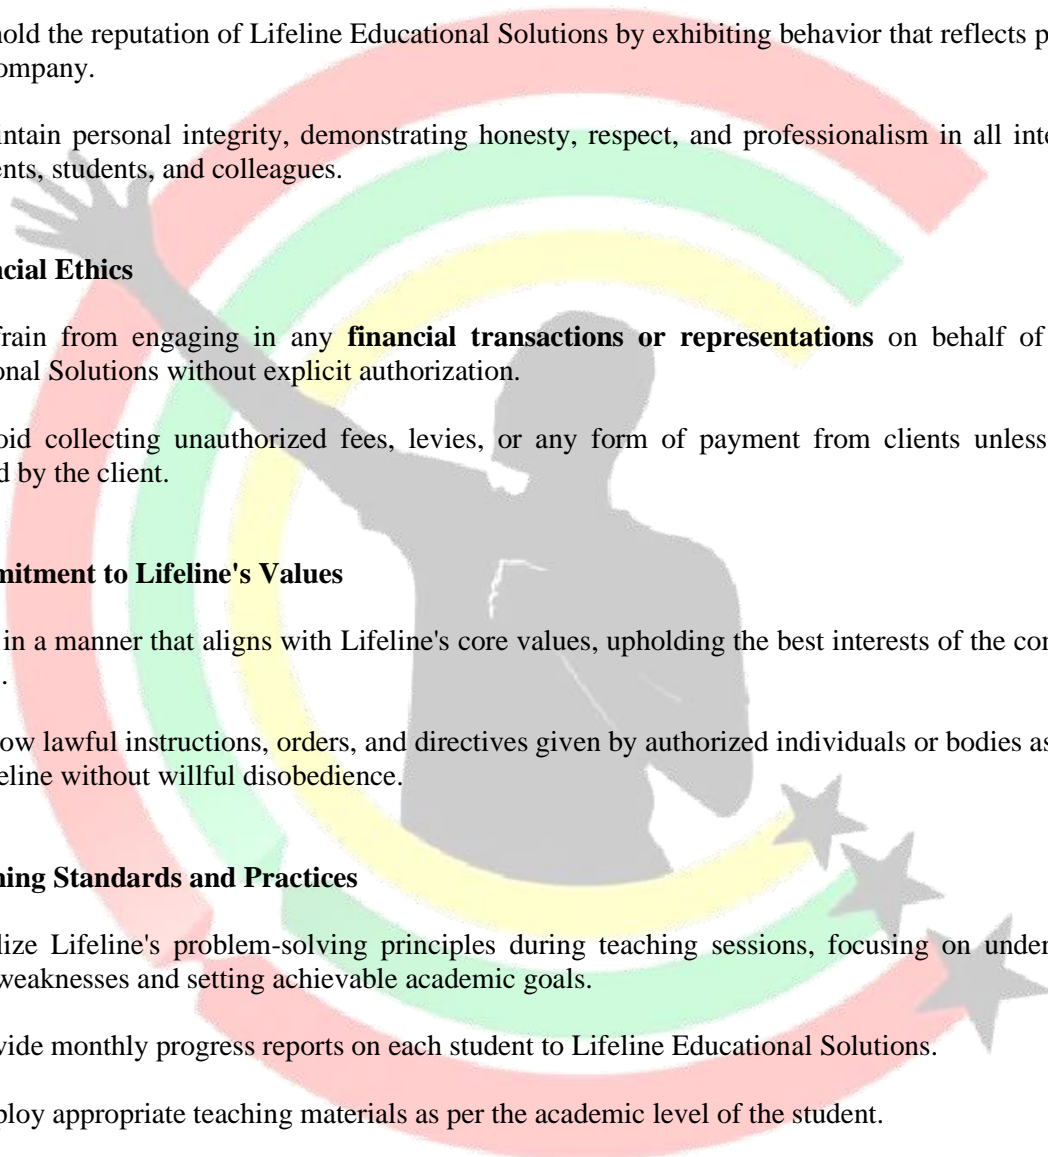 hold the reputation of Lifeline Educational Solutions by exhibiting behavior that reflects p
ompany.
intain personal integrity, demonstrating honesty, respect, and professionalism in all inte
ents, students, and colleagues.
ncial Ethics
frain from engaging in any financial transactions or representations on behalf of
onal Solutions without explicit authorization.
oid collecting unauthorized fees, levies, or any form of payment from clients unless
d by the client.
mitment to Lifeline's Values
in a manner that aligns with Lifeline's core values, upholding the best interests of the con
.
ow lawful instructions, orders, and directives given by authorized individuals or bodies as
eline without willful disobedience.
hing Standards and Practices
lize Lifeline's problem-solving principles during teaching sessions, focusing on under
weaknesses and setting achievable academic goals.
vide monthly progress reports on each student to Lifeline Educational Solutions.
ploy appropriate teaching materials as per the academic level of the student.